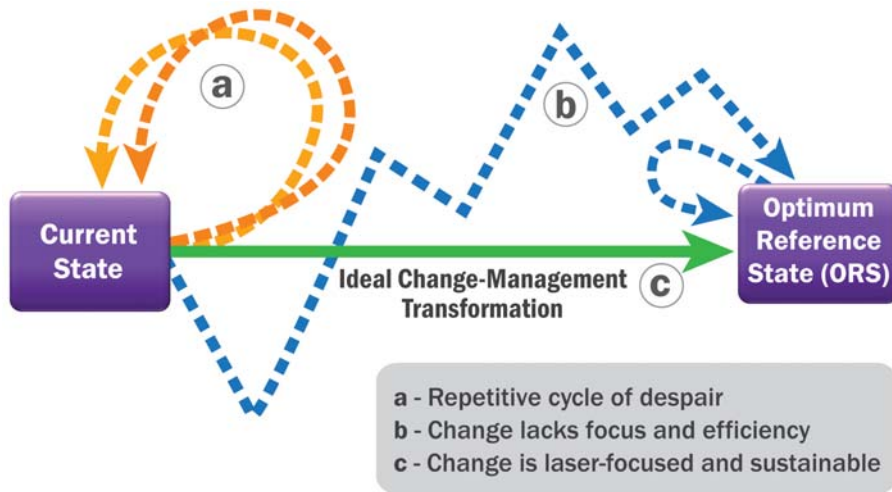 a
b
Current
State
Optimum
Reference
State (ORS)
Ideal Change-Management
Transformation
c
a - Repetitive cycle of despair
b - Change lacks focus and efficiency
c - Change is laser-focused and sustainable